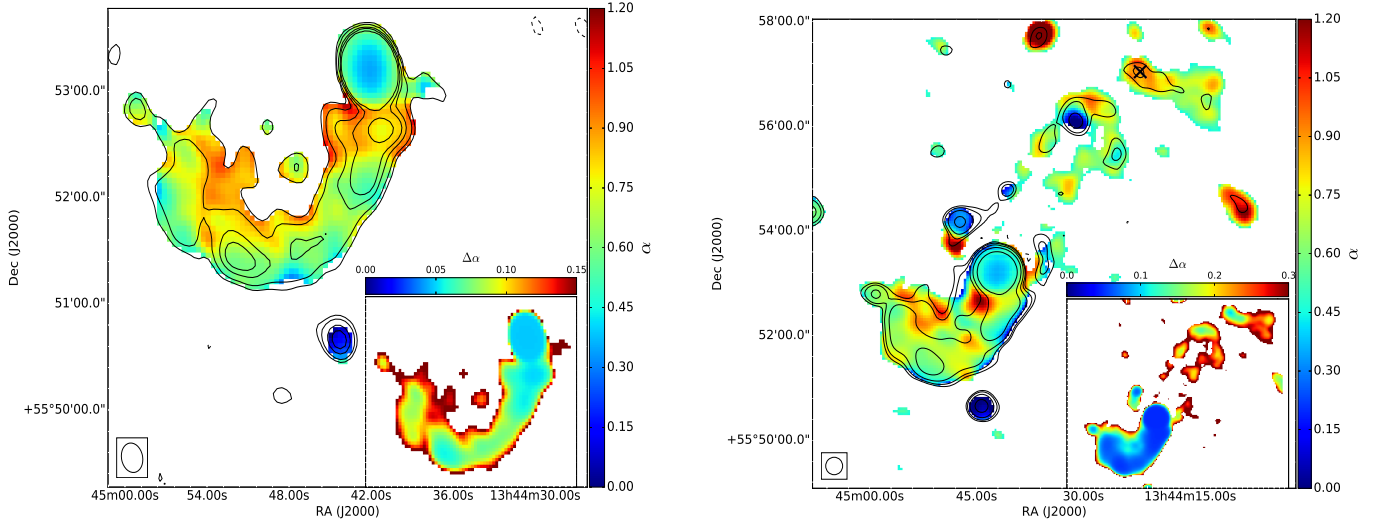 1.20
1.05
0.90
0.75
0.60
0.45
0.30
0.15
0.00
α
53'00.0"
52'00.0"
51'00.0"
+55°50'00.0"
Dec (J2000)
45m00.00s 54.00s 48.00s 42.00s 36.00s 13h44m30.00s
RA (J2000)
Δα
0.00 0.05 0.10 0.15
1.20
1.05
0.90
0.75
0.60
0.45
0.30
0.15
0.00
α
58'00.0"
56'00.0"
54'00.0"
52'00.0"
+55°50'00.0"
Dec (J2000)
45m00.00s 45.00s 30.00s 13h44m15.00s
RA (J2000)
Δα
0.0 0.1 0.2 0.3